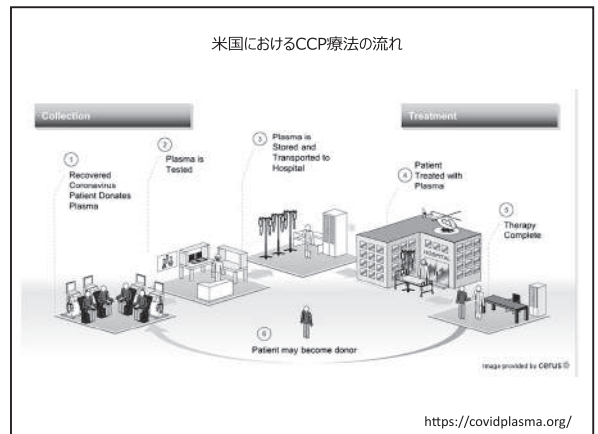 米国におけるCCP療法の流れ
Collection
Treatment
1
Recovered
Coronavirus
Patient Donates
Plasma
2
Plasma is
Tested
3
Plasma is
Stored and
Transported to
Hospital
4
Patient
Treated with
Plasma
5
Therapy
Complete
HOSPITAL
6
Patient may become donor
Image provided by cerus
https://covidplasma.org/